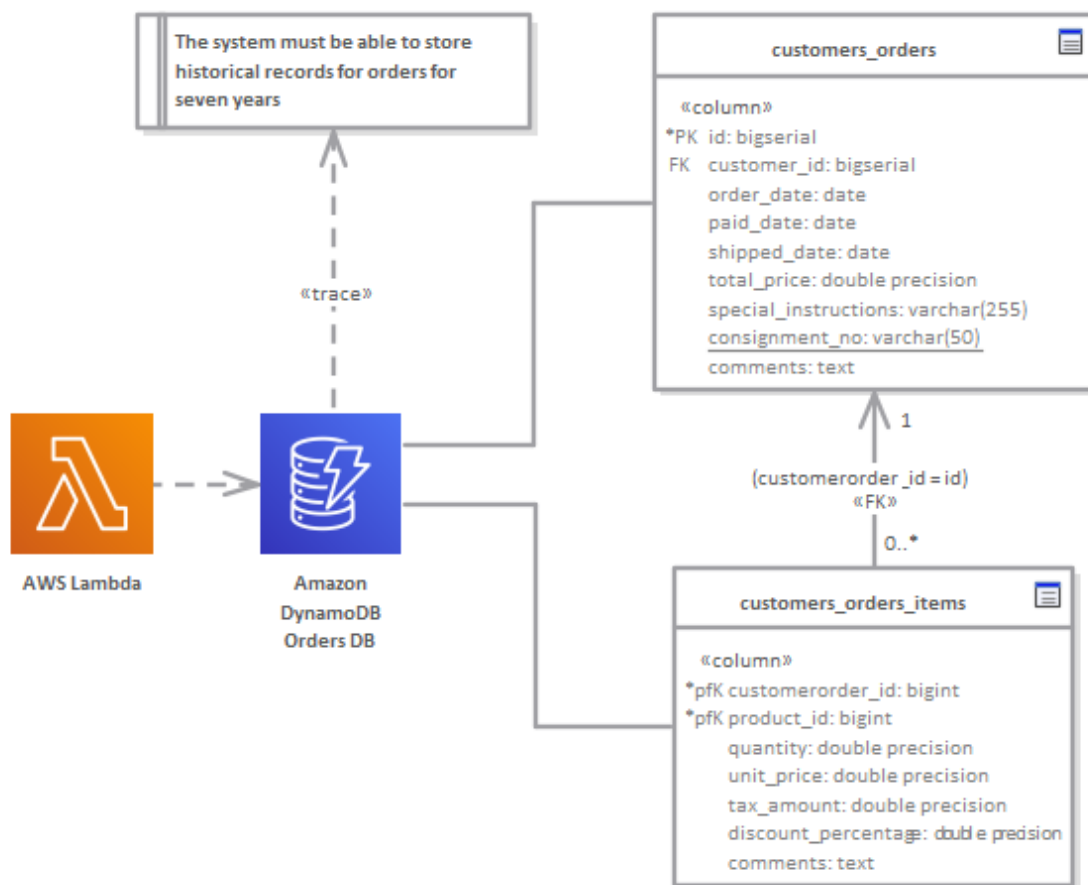 The system must be able to store
historical records for orders for
seven years
customers_orders
«column»
*PK id: bigserial
FK customer_id: bigserial
order_date: date
paid_date: date
shipped_date: date
total_price: double precision
special_instructions: varchar(255)
consignment_no: varchar(50)
comments: text
«trace»
1
(customerorder_id = id)
«FK»
0..*
AWS Lambda
Amazon
DynamoDB
Orders DB
customers_orders_items
«column»
*pfK customerorder_id: bigint
*pfK product_id: bigint
quantity: double precision
unit_price: double precision
tax_amount: double precision
discount_percentage: double precision
comments: text